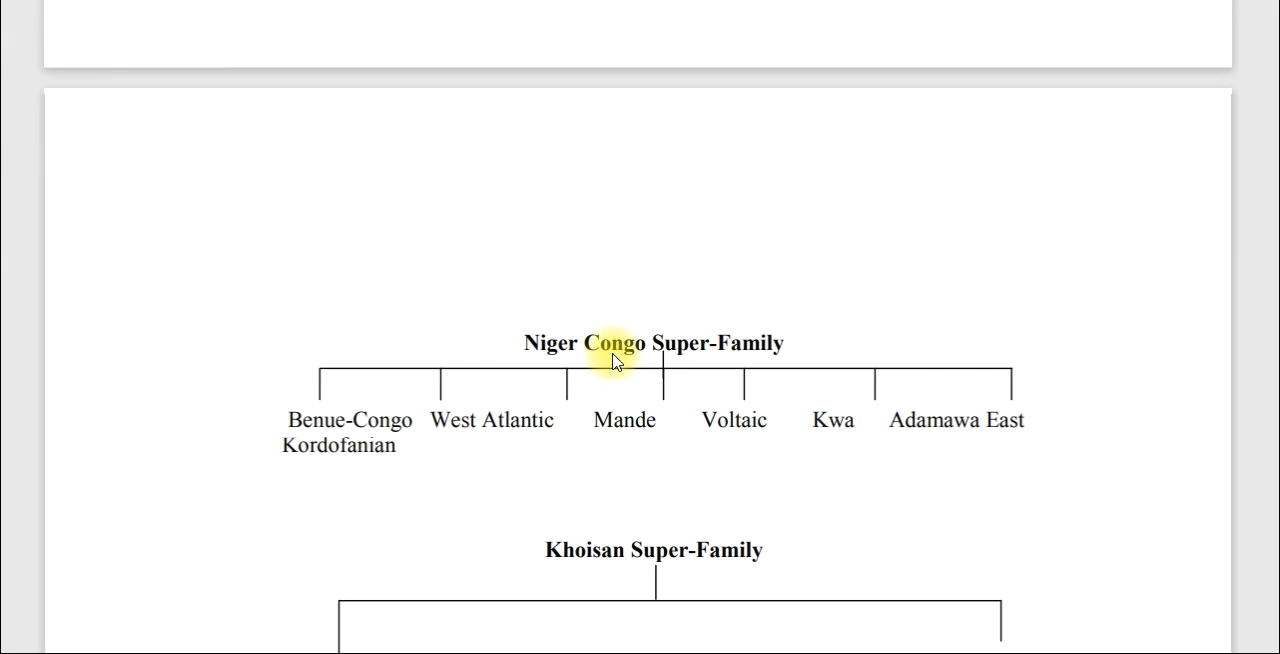 Niger Congo Super-Family
Benue-Congo West Atlantic Mande Voltaic Kwa Adamawa East
Kordofanian
Khoisan Super-Family